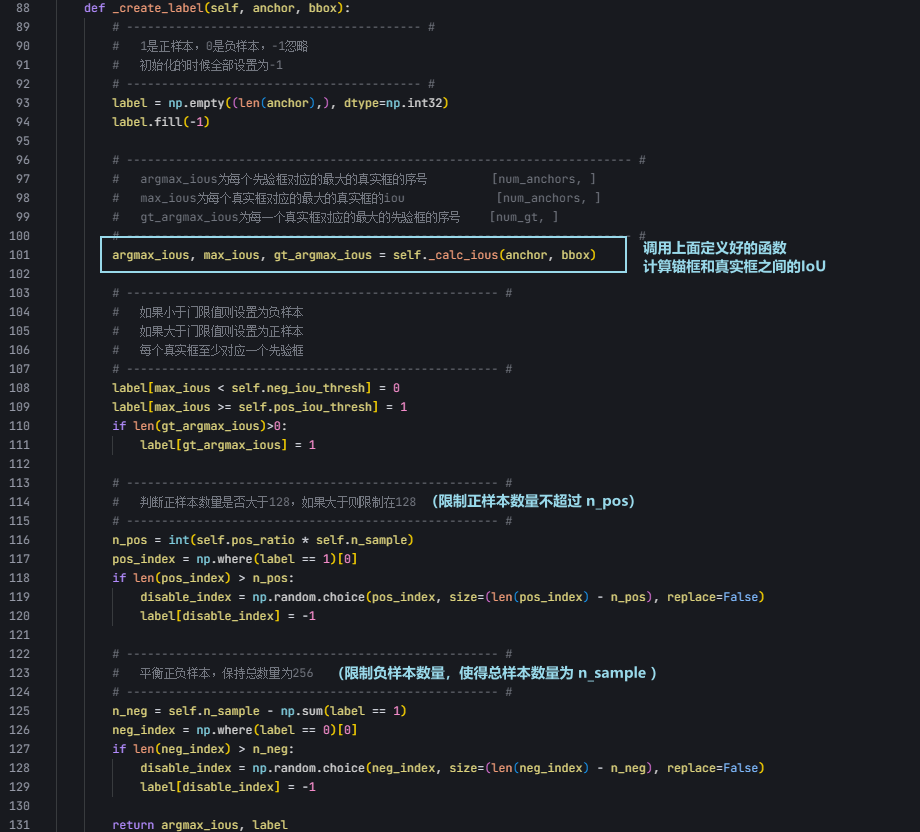 88 def _create_label(self, anchor, bbox):
89 # ------------------------------------------ #
90 #   1是正样本，0是负样本，-1忽略
91 #   初始化的时候全部设置为-1
92 # ------------------------------------------ #
93 label = np.empty((len(anchor),), dtype=np.int32)
94 label.fill(-1)
95
96 # ------------------------------------------------------------------------ #
97 #   argmax_ious为每个先验框对应的最大的真实框的序号         [num_anchors, ]
98 #   max_ious为每个真实框对应的最大的真实框的iou             [num_anchors, ]
99 #   gt_argmax_ious为每一个真实框对应的最大的先验框的序号    [num_gt, ]
100 # ------------------------------------------------------------------------ #
101 argmax_ious, max_ious, gt_argmax_ious = self._calc_ious(anchor, bbox)
调用上面定义好的函数
计算锚框和真实框之间的IoU
102
103 # ----------------------------------------------------- #
104 #   如果小于门限值则设置为负样本
105 #   如果大于门限值则设置为正样本
106 #   每个真实框至少对应一个先验框
107 # ----------------------------------------------------- #
108 label[max_ious < self.neg_iou_thresh] = 0
109 label[max_ious >= self.pos_iou_thresh] = 1
110 if len(gt_argmax_ious)>0:
111     label[gt_argmax_ious] = 1
112
113 # ----------------------------------------------------- #
114 #   判断正样本数量是否大于128，如果大于则限制在128 （限制正样本数量不超过 n_pos）
115 # ----------------------------------------------------- #
116 n_pos = int(self.pos_ratio * self.n_sample)
117 pos_index = np.where(label == 1)[0]
118 if len(pos_index) > n_pos:
119     disable_index = np.random.choice(pos_index, size=(len(pos_index) - n_pos), replace=False)
120     label[disable_index] = -1
121
122 # ----------------------------------------------------- #
123 #   平衡正负样本，保持总数量为256 （限制负样本数量，使得总样本数量为 n_sample ）
124 # ----------------------------------------------------- #
125 n_neg = self.n_sample - np.sum(label == 1)
126 neg_index = np.where(label == 0)[0]
127 if len(neg_index) > n_neg:
128     disable_index = np.random.choice(neg_index, size=(len(neg_index) - n_neg), replace=False)
129     label[disable_index] = -1
130
131 return argmax_ious, label